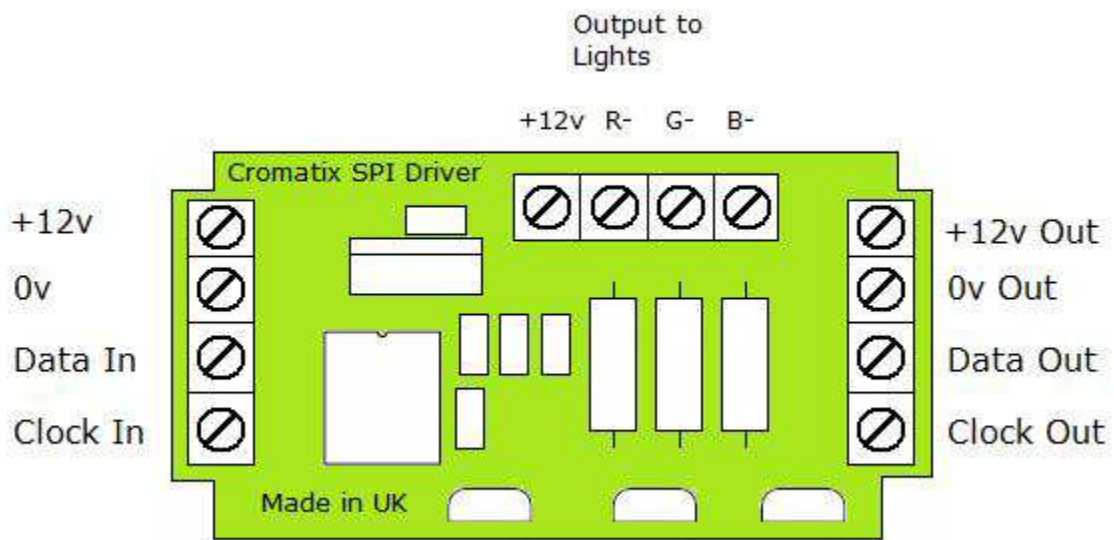 Output to
Lights
+12v R- G- B-
Cromatix SPI Driver
+12v
0v
Data In
Clock In
+12v Out
0v Out
Data Out
Clock Out
Made in UK